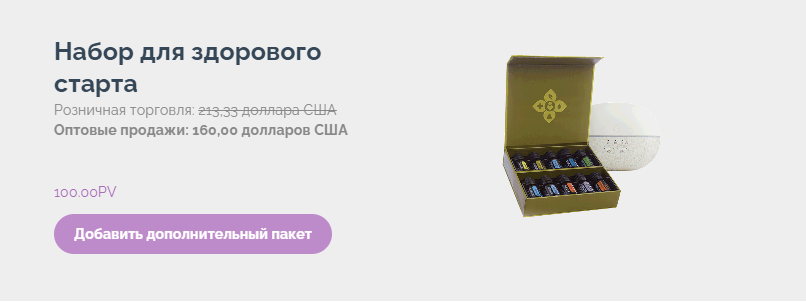 Набор для здорового
старта
Розничная торговля: 213,33 доллара США
Оптовые продажи: 160,00 долларов США
100.00PV
Добавить дополнительный пакет